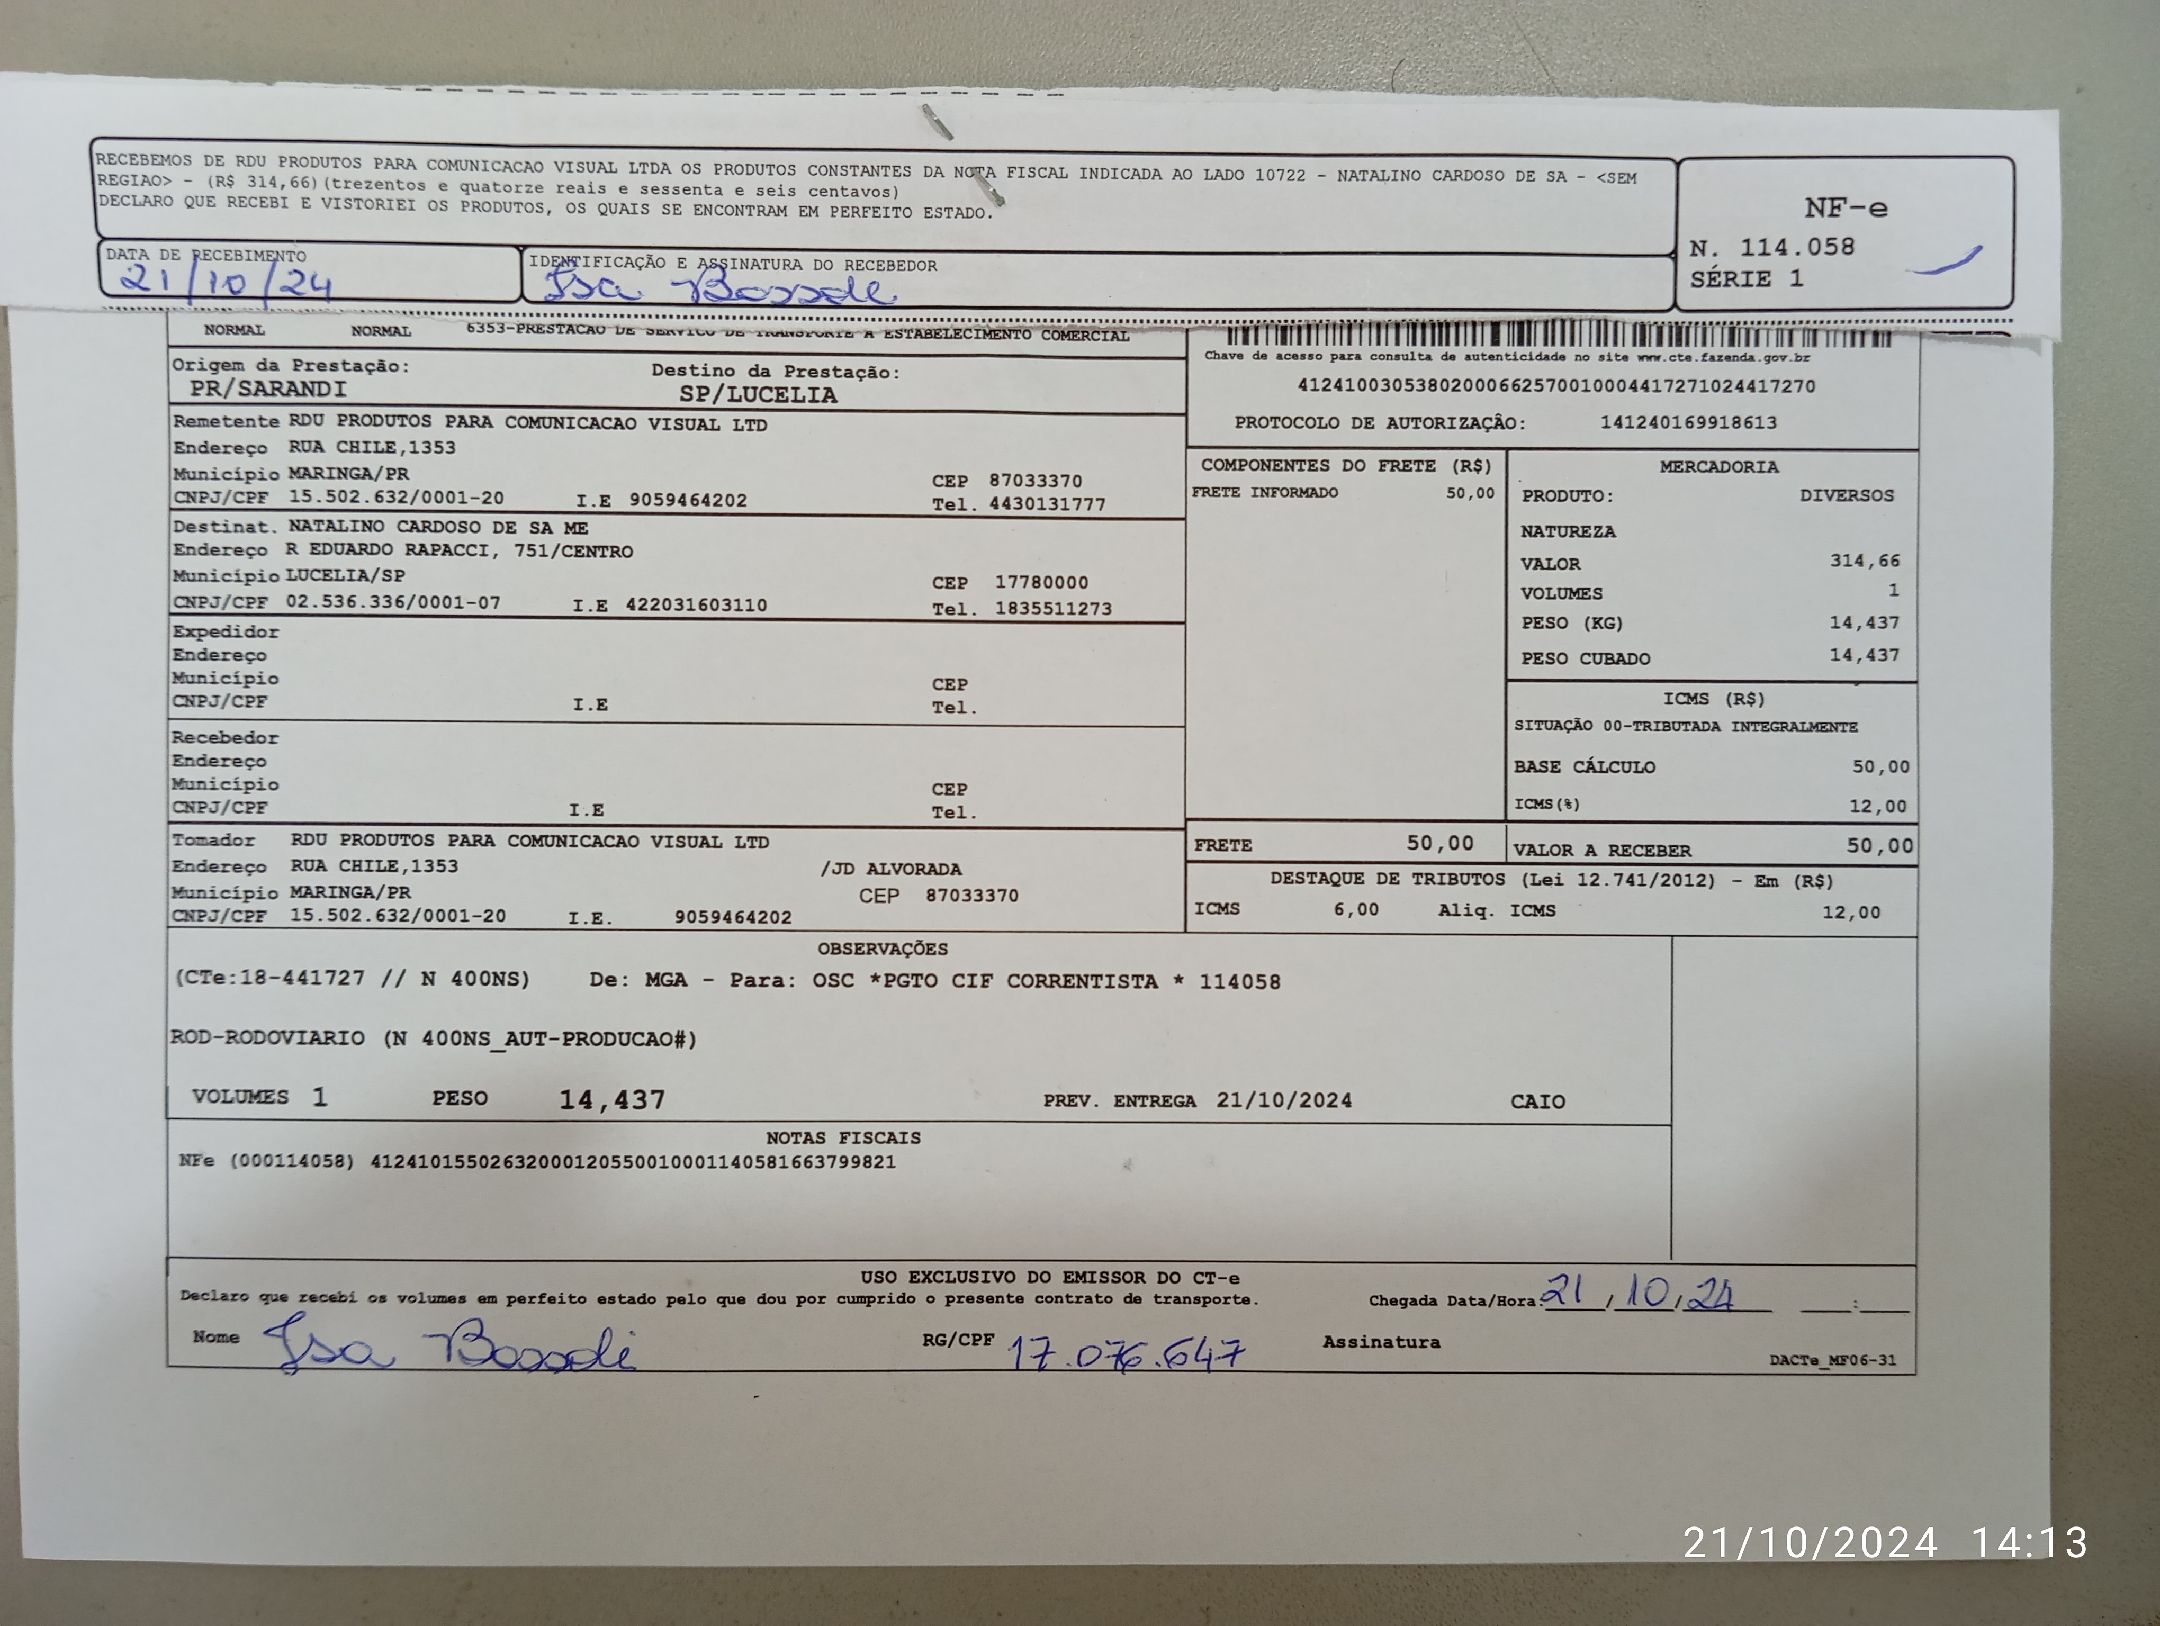 RECEBEMOS DE RDU PRODUTOS PARA COMUNICACAO VISUAL LTDA OS PRODUTOS CONSTANTES DA NOTA FISCAL INDICADA AO LADO 10722 - NATALINO CARDOSO DE SA - <SEM
REGIAO> - (R$ 314,66)(trezentos e quatorze reais e sessenta e seis centavos)
DECLARO QUE RECEBI E VISTORIEI OS PRODUTOS, OS QUAIS SE ENCONTRAM EM PERFEITO ESTADO.
NF-e
N. 114.058
SÉRIE 1
DATA DE RECEBIMENTO
21/10/24
IDENTIFICAÇÃO E ASSINATURA DO RECEBEDOR
Isa
NORMAL NORMAL 6353-PRESTACAO DE SERVICO DE TRANSPORTE A ESTABELECIMENTO COMERCIAL
Chave de acesso para consulta de autenticidade no site www.cte.fazenda.gov.br
41241003053802000662570010004417271024417270
PROTOCOLO DE AUTORIZAÇÂO: 141240169918613
Origem da Prestação: Destino da Prestação:
PR/SARANDI SP/LUCELIA
Remetente RDU PRODUTOS PARA COMUNICACAO VISUAL LTD
Endereço RUA CHILE,1353
Município MARINGA/PR CEP 87033370
CNPJ/CPF 15.502.632/0001-20 I.E 9059464202 Tel. 4430131777
Destinat. NATALINO CARDOSO DE SA ME
Endereço R EDUARDO RAPACCI, 751/CENTRO
Município LUCELIA/SP CEP 17780000
CNPJ/CPF 02.536.336/0001-07 I.E 422031603110 Tel. 1835511273
Expedidor
Endereço
Município CEP
CNPJ/CPF I.E Tel.
Recebedor
Endereço
Município CEP
CNPJ/CPF I.E Tel.
Tomador RDU PRODUTOS PARA COMUNICACAO VISUAL LTD
Endereço RUA CHILE,1353 /JD ALVORADA
Município MARINGA/PR CEP 87033370
CNPJ/CPF 15.502.632/0001-20 I.E. 9059464202
COMPONENTES DO FRETE (R$)
FRETE INFORMADO 50,00
MERCADORIA
PRODUTO: DIVERSOS
NATUREZA
VALOR 314,66
VOLUMES 1
PESO (KG) 14,437
PESO CUBADO 14,437
ICMS (R$)
SITUAÇÃO 00-TRIBUTADA INTEGRALMENTE
BASE CÁLCULO 50,00
ICMS(%) 12,00
FRETE 50,00 VALOR A RECEBER 50,00
DESTAQUE DE TRIBUTOS (Lei 12.741/2012) - Em (R$)
ICMS 6,00 Aliq. ICMS 12,00
OBSERVAÇÕES
(CTe:18-441727 // N 400NS) De: MGA - Para: OSC *PGTO CIF CORRENTISTA * 114058
ROD-RODOVIARIO (N 400NS_AUT-PRODUCAO#)
VOLUMES 1 PESO 14,437 PREV. ENTREGA 21/10/2024 CAIO
NOTAS FISCAIS
NFe (000114058) 41241015502632000120550010001140581663799821
USO EXCLUSIVO DO EMISSOR DO CT-e
Declaro que recebi os volumes em perfeito estado pelo que dou por cumprido o presente contrato de transporte. Chegada Data/Hora: 21/10/24 __:__
Nome Isa RG/CPF 17.076.647 Assinatura
DACTe_MF06-31
21/10/2024 14:13